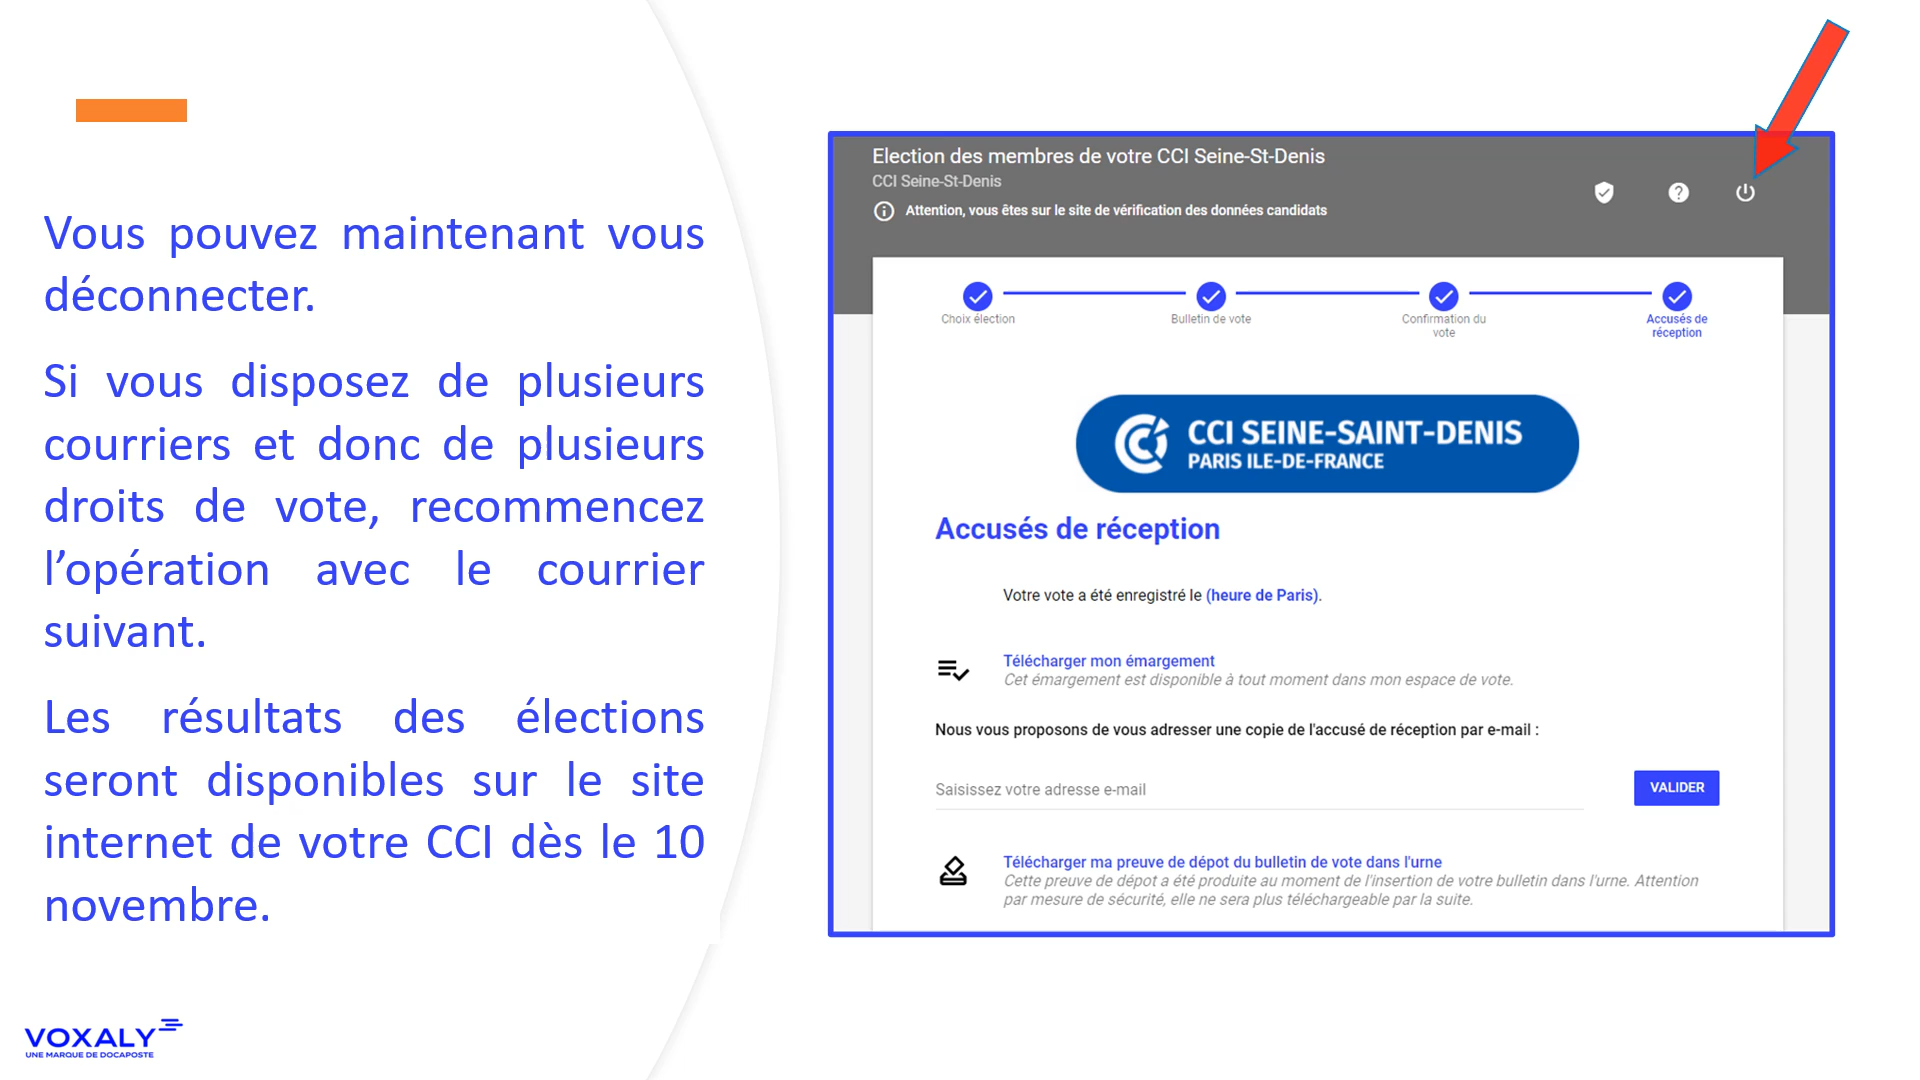 Vous pouvez maintenant vous
déconnecter.
Si vous disposez de plusieurs
courriers et donc de plusieurs
droits de vote, recommencez
l’opération avec le courrier
suivant.
Les résultats des élections
seront disponibles sur le site
internet de votre CCI dès le 10
novembre.
VOXALY
UNE MARQUE DE DOCAPOSTE
Election des membres de votre CCI Seine-St-Denis
CCI Seine-St-Denis
Attention, vous êtes sur le site de vérification des données candidats
Choix élection
Bulletin de vote
Confirmation du
vote
Accusés de
réception
CCI SEINE-SAINT-DENIS
PARIS ILE-DE-FRANCE
Accusés de réception
Votre vote a été enregistré le (heure de Paris).
Télécharger mon émargement
Cet émargement est disponible à tout moment dans mon espace de vote.
Nous vous proposons de vous adresser une copie de l'accusé de réception par e-mail :
Saisissez votre adresse e-mail
VALIDER
Télécharger ma preuve de dépot du bulletin de vote dans l'urne
Cette preuve de dépot a été produite au moment de l'insertion de votre bulletin dans l'urne. Attention
par mesure de sécurité, elle ne sera plus téléchargeable par la suite.